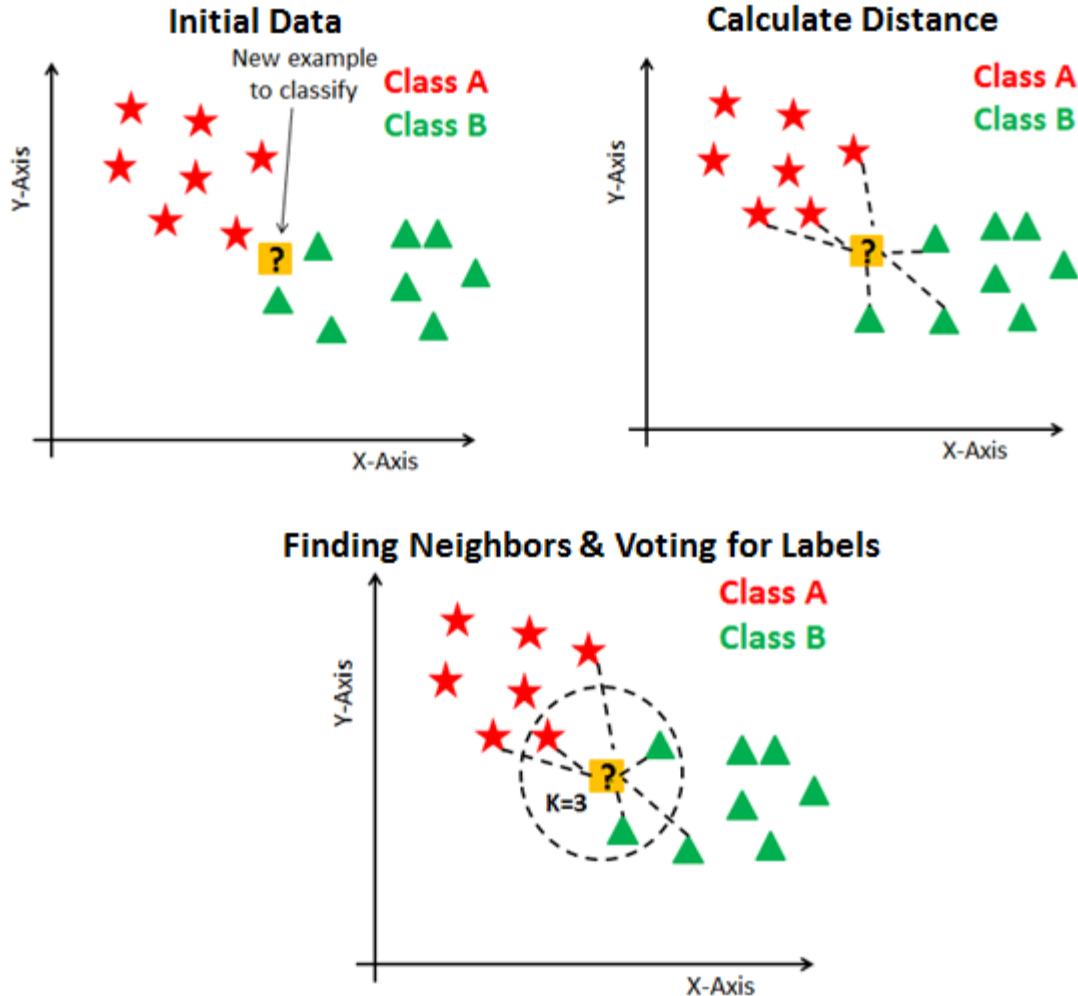 Initial Data
New example
to classify
Class A
Class B
?
Y-Axis
X-Axis
Calculate Distance
Class A
Class B
?
Y-Axis
X-Axis
Finding Neighbors & Voting for Labels
Class A
Class B
?
K=3
Y-Axis
X-Axis